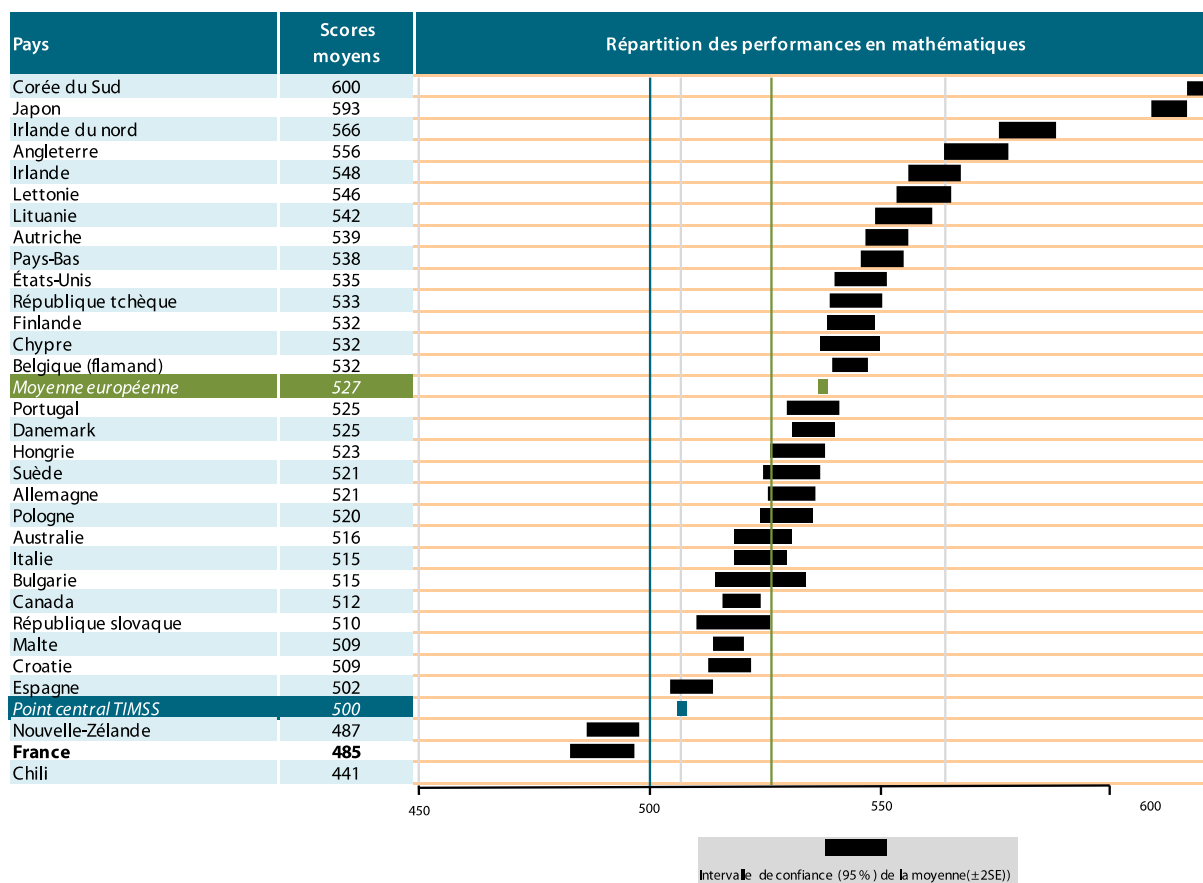 Pays Scores moyens Répartition des performances en mathématiques
Corée du Sud 600
Japon 593
Irlande du nord 566
Angleterre 556
Irlande 548
Lettonie 546
Lituanie 542
Autriche 539
Pays-Bas 538
États-Unis 535
République tchèque 533
Finlande 532
Chypre 532
Belgique (flamand) 532
Moyenne européenne 527
Portugal 525
Danemark 525
Hongrie 523
Suède 521
Allemagne 521
Pologne 520
Australie 516
Italie 515
Bulgarie 515
Canada 512
République slovaque 510
Malte 509
Croatie 509
Espagne 502
Point central TIMSS 500
Nouvelle-Zélande 487
France 485
Chili 441
450 500 550 600
Intervalle de confiance (95 %) de la moyenne(±2SE))